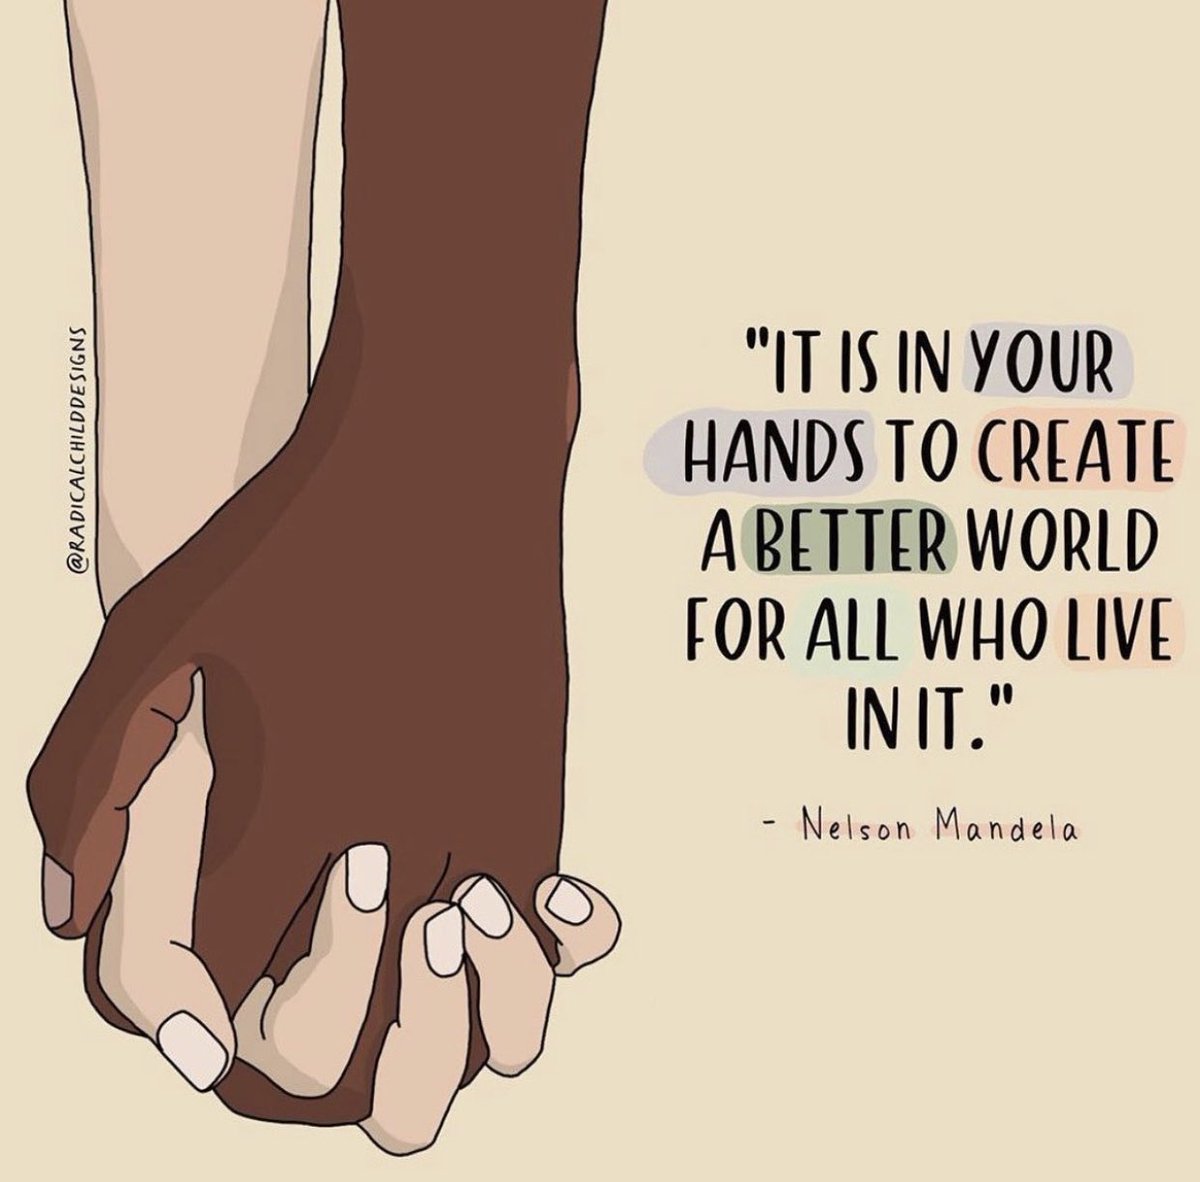 @RADICALCHILDDESIGNS
"IT IS IN YOUR
HANDS TO CREATE
A BETTER WORLD
FOR ALL WHO LIVE
IN IT."
- Nelson Mandela